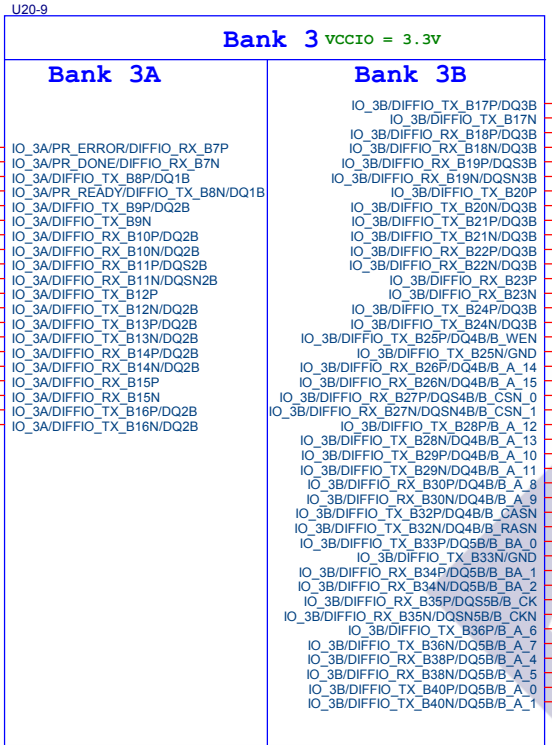 U20-9
Bank 3 VCCIO = 3.3V
Bank 3A
IO_3A/PR_ERROR/DIFFIO_RX_B7P
IO_3A/PR_DONE/DIFFIO_RX_B7N
IO_3A/DIFFIO_TX_B8P/DQ1B
IO_3A/PR_READY/DIFFIO_TX_B8N/DQ1B
IO_3A/DIFFIO_TX_B9P/DQ2B
IO_3A/DIFFIO_TX_B9N
IO_3A/DIFFIO_RX_B10P/DQ2B
IO_3A/DIFFIO_RX_B10N/DQ2B
IO_3A/DIFFIO_RX_B11P/DQS2B
IO_3A/DIFFIO_RX_B11N/DQSN2B
IO_3A/DIFFIO_TX_B12P
IO_3A/DIFFIO_TX_B12N/DQ2B
IO_3A/DIFFIO_TX_B13P/DQ2B
IO_3A/DIFFIO_TX_B13N/DQ2B
IO_3A/DIFFIO_RX_B14P/DQ2B
IO_3A/DIFFIO_RX_B14N/DQ2B
IO_3A/DIFFIO_RX_B15P
IO_3A/DIFFIO_RX_B15N
IO_3A/DIFFIO_TX_B16P/DQ2B
IO_3A/DIFFIO_TX_B16N/DQ2B
Bank 3B
IO_3B/DIFFIO_TX_B17P/DQ3B
IO_3B/DIFFIO_TX_B17N
IO_3B/DIFFIO_RX_B18P/DQ3B
IO_3B/DIFFIO_RX_B18N/DQ3B
IO_3B/DIFFIO_RX_B19P/DQS3B
IO_3B/DIFFIO_RX_B19N/DQSN3B
IO_3B/DIFFIO_TX_B20P
IO_3B/DIFFIO_TX_B20N/DQ3B
IO_3B/DIFFIO_TX_B21P/DQ3B
IO_3B/DIFFIO_TX_B21N/DQ3B
IO_3B/DIFFIO_RX_B22P/DQ3B
IO_3B/DIFFIO_RX_B22N/DQ3B
IO_3B/DIFFIO_RX_B23P
IO_3B/DIFFIO_RX_B23N
IO_3B/DIFFIO_TX_B24P/DQ3B
IO_3B/DIFFIO_TX_B24N/DQ3B
IO_3B/DIFFIO_TX_B25P/DQ4B/B_WEN
IO_3B/DIFFIO_TX_B25N/GND
IO_3B/DIFFIO_RX_B26P/DQ4B/B_A_14
IO_3B/DIFFIO_RX_B26N/DQ4B/B_A_15
IO_3B/DIFFIO_RX_B27P/DQS4B/B_CSN_0
IO_3B/DIFFIO_RX_B27N/DQSN4B/B_CSN_1
IO_3B/DIFFIO_TX_B28P/B_A_12
IO_3B/DIFFIO_TX_B28N/DQ4B/B_A_13
IO_3B/DIFFIO_TX_B29P/DQ4B/B_A_10
IO_3B/DIFFIO_TX_B29N/DQ4B/B_A_11
IO_3B/DIFFIO_RX_B30P/DQ4B/B_A_8
IO_3B/DIFFIO_RX_B30N/DQ4B/B_A_9
IO_3B/DIFFIO_TX_B32P/DQ4B/B_CASN
IO_3B/DIFFIO_TX_B32N/DQ4B/B_RASN
IO_3B/DIFFIO_TX_B33P/DQ5B/B_BA_0
IO_3B/DIFFIO_TX_B33N/GND
IO_3B/DIFFIO_RX_B34P/DQ5B/B_BA_1
IO_3B/DIFFIO_RX_B34N/DQ5B/B_BA_2
IO_3B/DIFFIO_RX_B35P/DQS5B/B_CK
IO_3B/DIFFIO_RX_B35N/DQSN5B/B_CKN
IO_3B/DIFFIO_TX_B36P/B_A_6
IO_3B/DIFFIO_TX_B36N/DQ5B/B_A_7
IO_3B/DIFFIO_RX_B38P/DQ5B/B_A_4
IO_3B/DIFFIO_RX_B38N/DQ5B/B_A_5
IO_3B/DIFFIO_TX_B40P/DQ5B/B_A_0
IO_3B/DIFFIO_TX_B40N/DQ5B/B_A_1